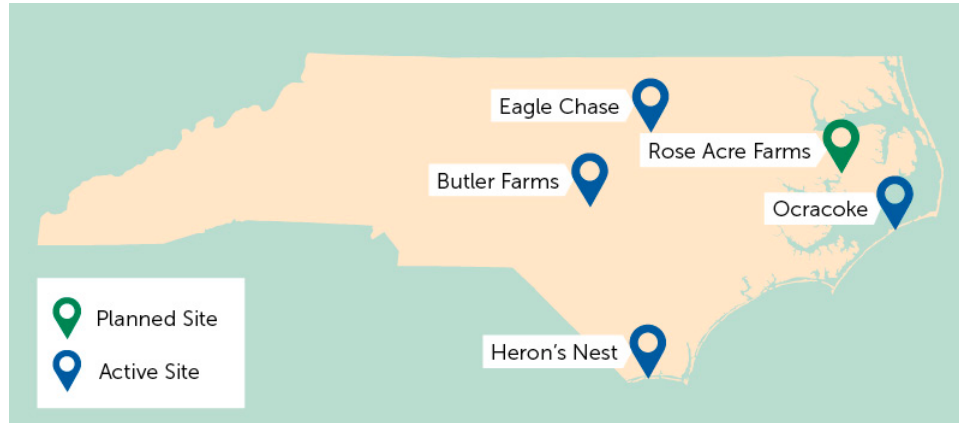 Eagle Chase
Rose Acre Farms
Butler Farms
Ocracoke
Heron’s Nest
Planned Site
Active Site